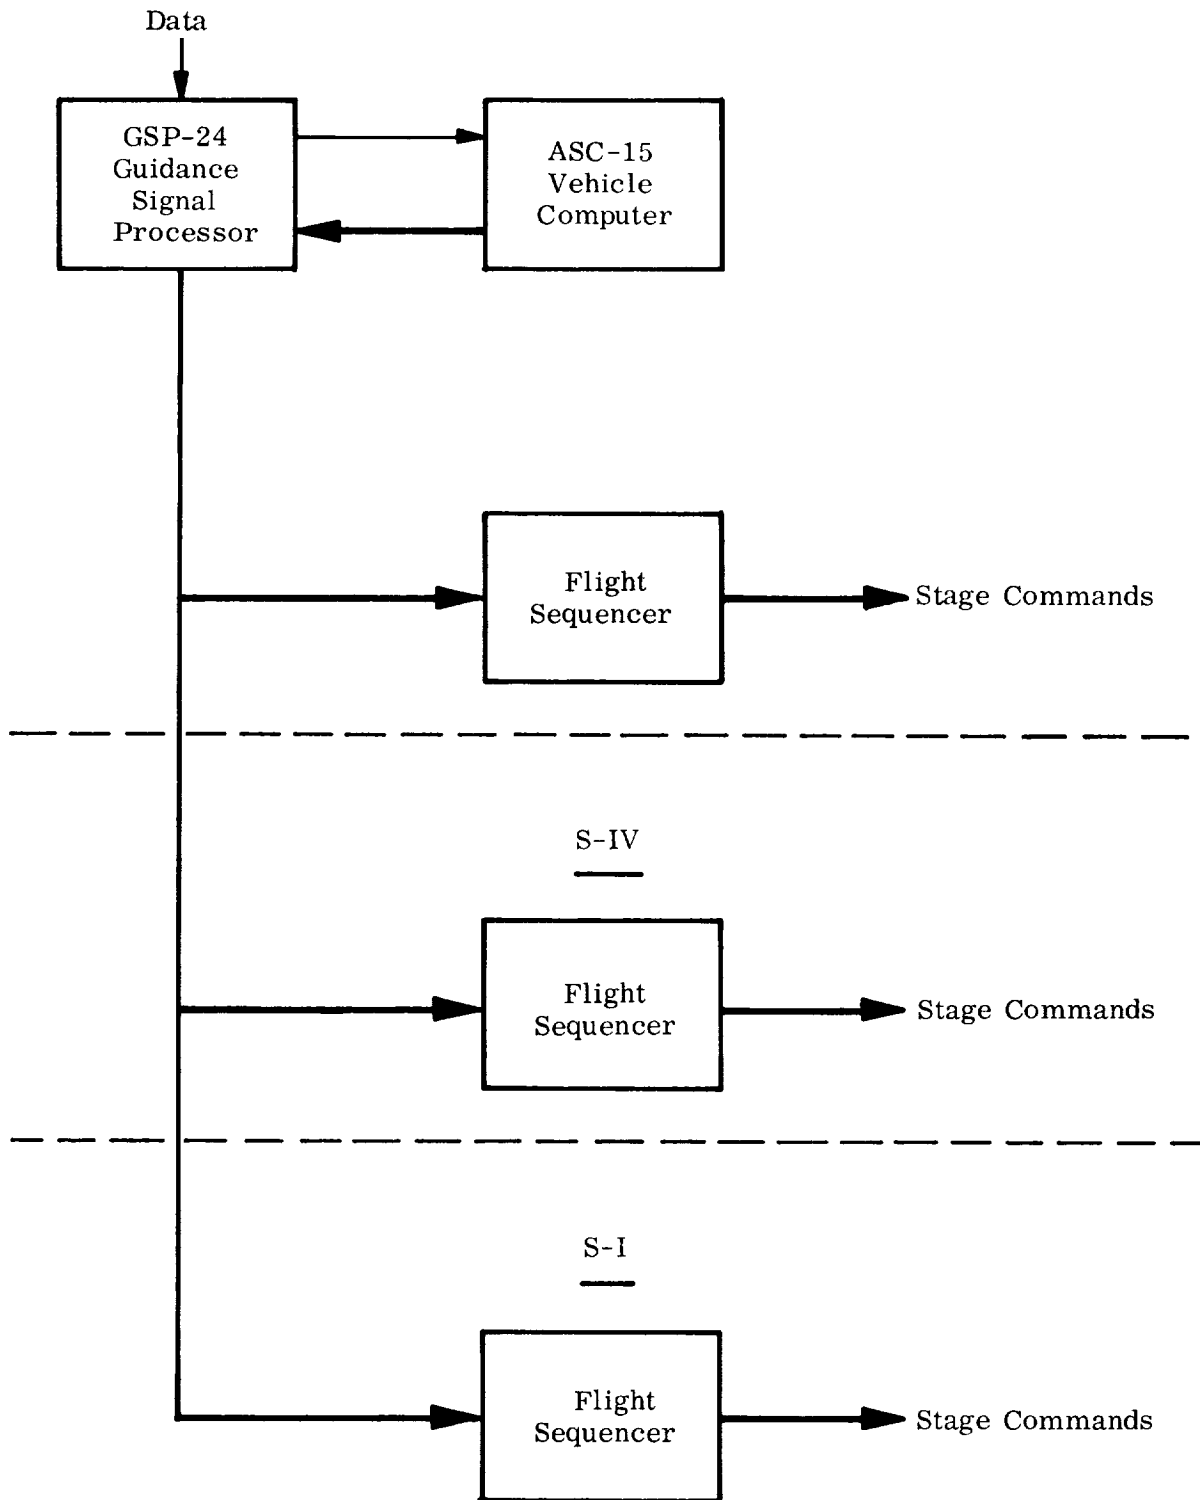 Data
GSP-24
Guidance
Signal
Processor
ASC-15
Vehicle
Computer
Flight
Sequencer
Stage Commands
S-IV
Flight
Sequencer
Stage Commands
S-I
Flight
Sequencer
Stage Commands